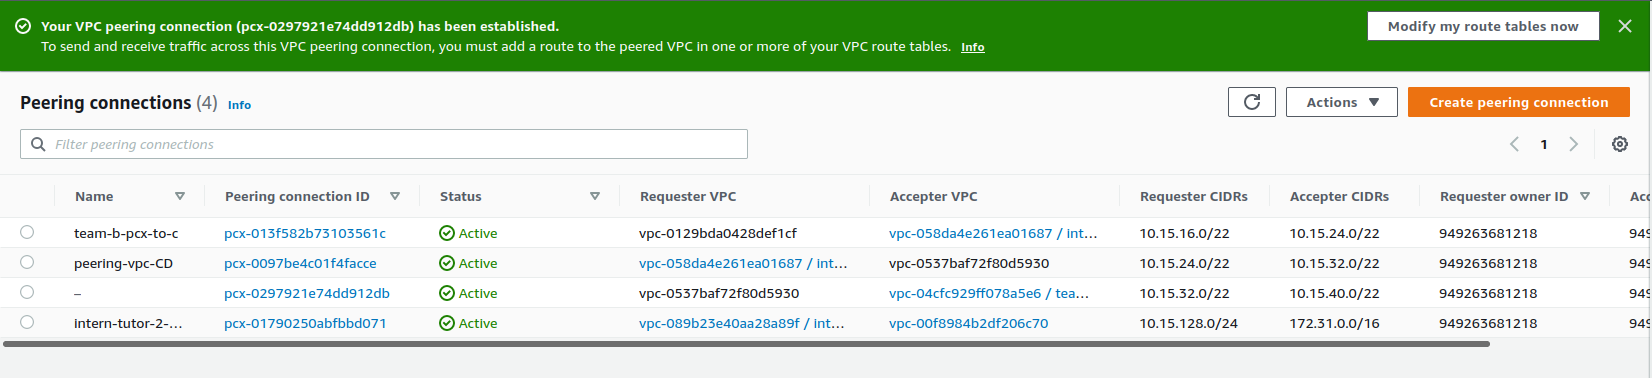 Your VPC peering connection (pcx-0297921e74dd912db) has been established.
To send and receive traffic across this VPC peering connection, you must add a route to the peered VPC in one or more of your VPC route tables. Info
Modify my route tables now
Peering connections (4) Info
Actions
Create peering connection
Filter peering connections
1
Name Peering connection ID Status Requester VPC Accepter VPC Requester CIDRs Accepter CIDRs Requester owner ID Acc
team-b-pcx-to-c pcx-013f582b73103561c Active vpc-0129bda0428def1cf vpc-058da4e261ea01687 / int... 10.15.16.0/22 10.15.24.0/22 949263681218 949
peering-vpc-CD pcx-0097be4c01f4facce Active vpc-058da4e261ea01687 / int... vpc-0537baf72f80d5930 10.15.24.0/22 10.15.32.0/22 949263681218 949
– pcx-0297921e74dd912db Active vpc-0537baf72f80d5930 vpc-04cfc929ff078a5e6 / tea... 10.15.32.0/22 10.15.40.0/22 949263681218 949
intern-tutor-2-... pcx-01790250abfbbd071 Active vpc-089b23e40aa28a89f / int... vpc-00f8984b2df206c70 10.15.128.0/24 172.31.0.0/16 949263681218 949